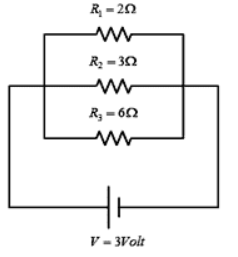 R₁ = 2Ω
R₂ = 3Ω
R₃ = 6Ω
V = 3Volt